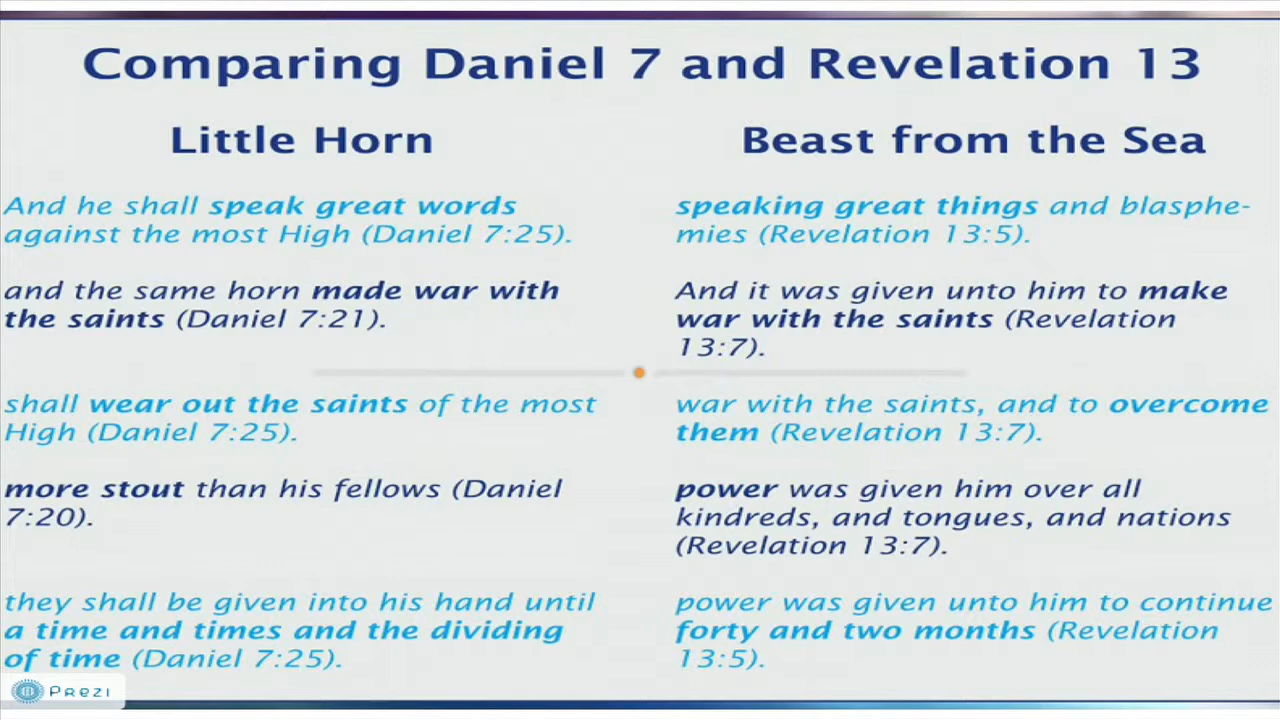 Comparing Daniel 7 and Revelation 13
Little Horn
And he shall speak great words
against the most High (Daniel 7:25).
and the same horn made war with
the saints (Daniel 7:21).
shall wear out the saints of the most
High (Daniel 7:25).
more stout than his fellows (Daniel
7:20).
they shall be given into his hand until
a time and times and the dividing
of time (Daniel 7:25).
Beast from the Sea
speaking great things and blasphe-
mies (Revelation 13:5).
And it was given unto him to make
war with the saints (Revelation
13:7).
war with the saints, and to overcome
them (Revelation 13:7).
power was given him over all
kindreds, and tongues, and nations
(Revelation 13:7).
power was given unto him to continue
forty and two months (Revelation
13:5).
Prezi